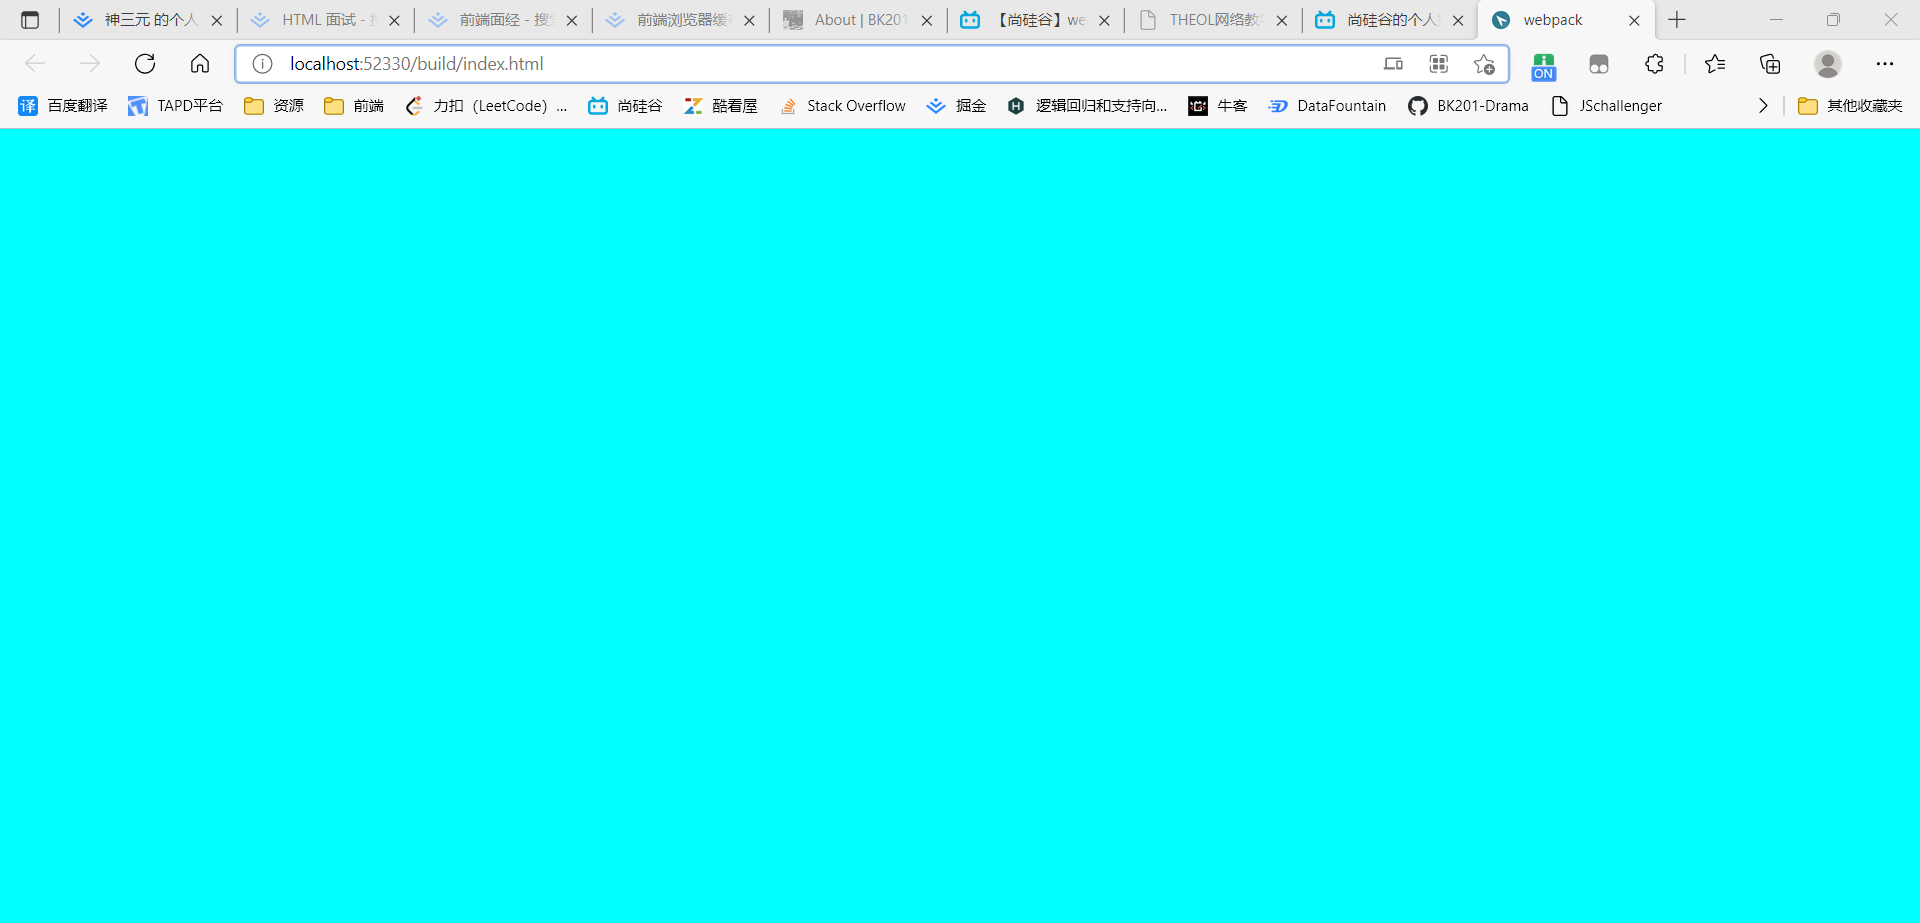 神三元 的个人
HTML 面试 -
前端面经 - 搜
前端浏览器缓
About | BK201
【尚硅谷】we
THEOL网络教
尚硅谷的个人
webpack
localhost:52330/build/index.html
ON
译 百度翻译 TAPD平台 资源 前端 力扣（LeetCode）... 尚硅谷 酷看屋 Stack Overflow 掘金 逻辑回归和支持向... 牛客 DataFountain BK201-Drama JSchallenger 其他收藏夹